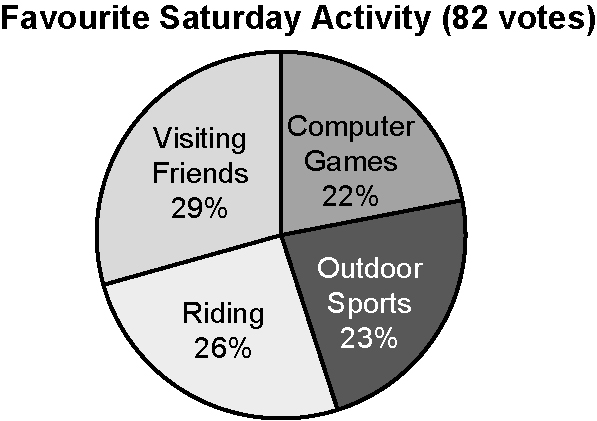 Favourite Saturday Activity (82 votes)
Visiting
Friends
29%
Computer
Games
22%
Outdoor
Sports
23%
Riding
26%